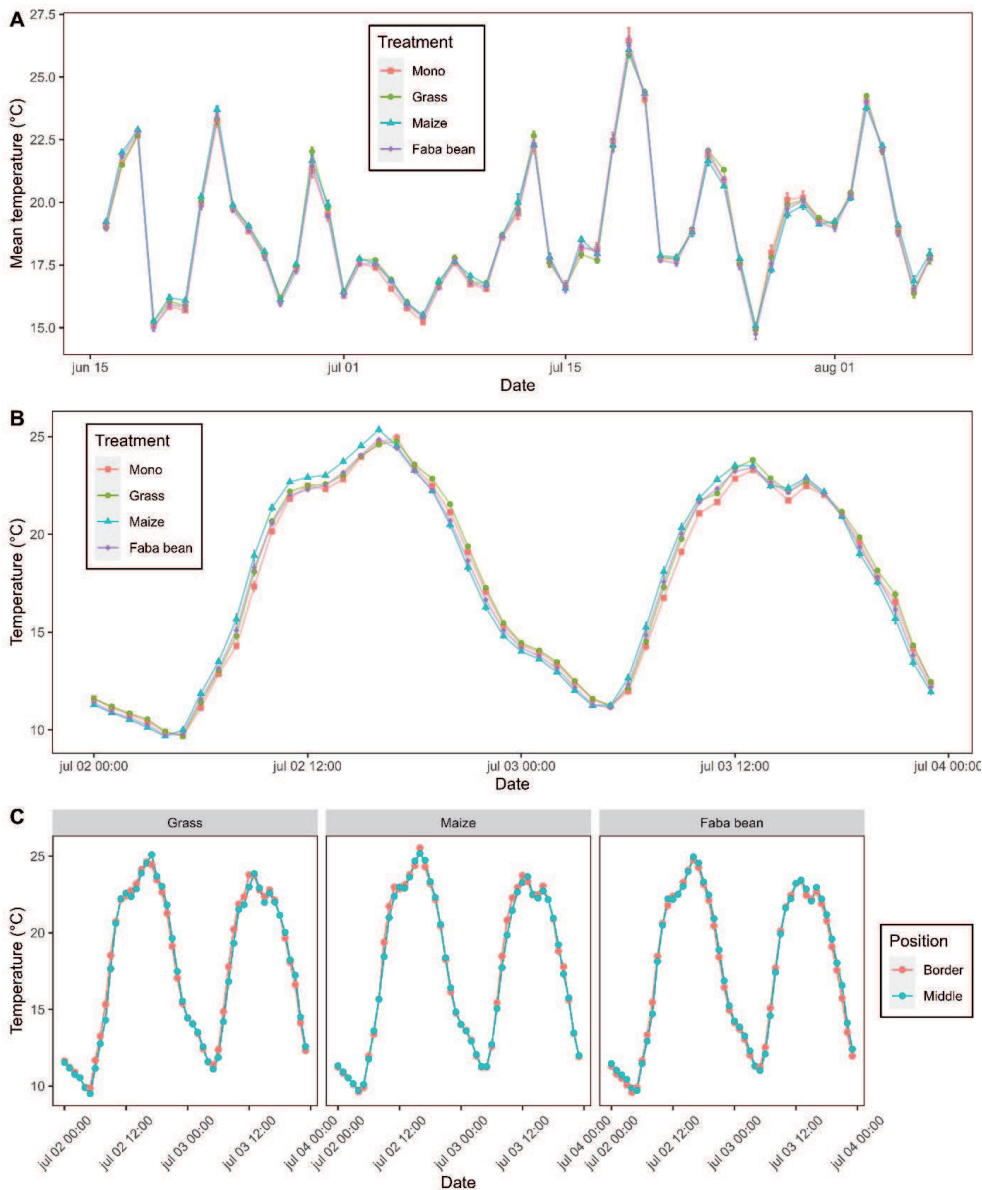 A
27.5
25.0
22.5
20.0
17.5
15.0
Mean temperature (°C)
Treatment
Mono
Grass
Maize
Faba bean
jun 15
jul 01
jul 15
aug 01
Date
B
25
20
15
10
Temperature (°C)
Treatment
Mono
Grass
Maize
Faba bean
jul 02 00:00
jul 02 12:00
jul 03 00:00
jul 03 12:00
jul 04 00:00
Date
C
Grass
Maize
Faba bean
25
20
15
10
Temperature (°C)
Position
Border
Middle
jul 02 00:00
jul 02 12:00
jul 03 00:00
jul 03 12:00
jul 04 00:00
jul 02 00:00
jul 02 12:00
jul 03 00:00
jul 03 12:00
jul 04 00:00
jul 02 00:00
jul 02 12:00
jul 03 00:00
jul 03 12:00
jul 04 00:00
Date